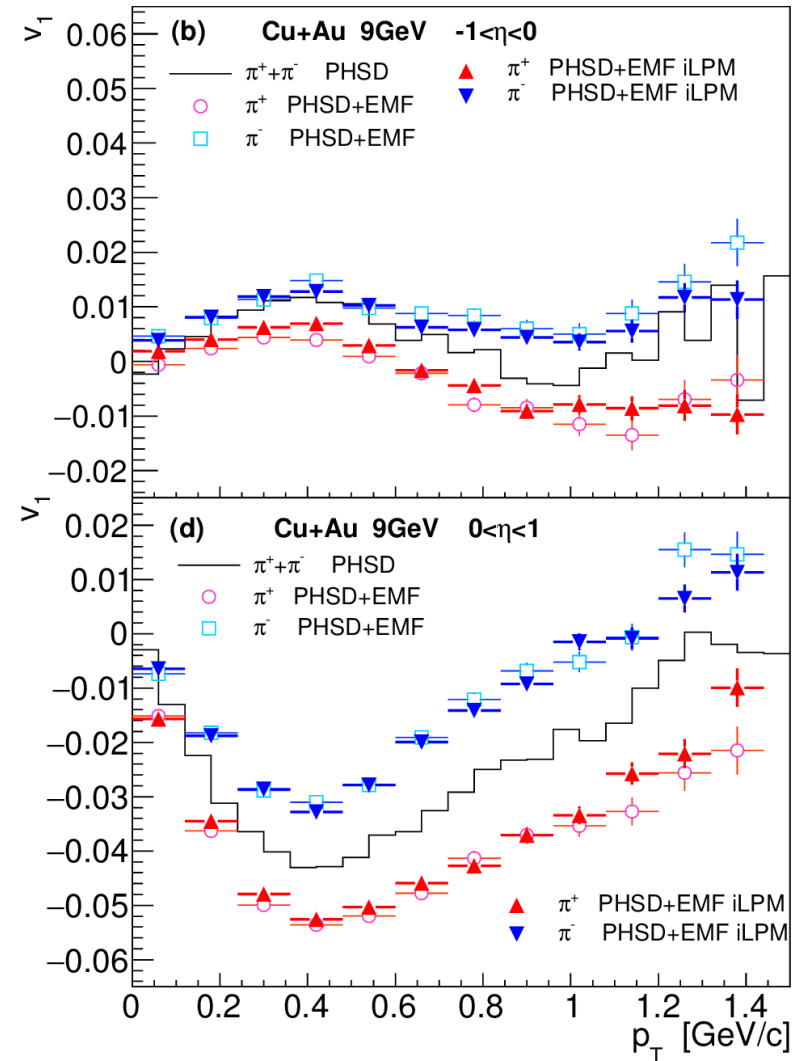 v₁
0.06
(b) Cu+Au 9GeV -1<η<0
π⁺+π⁻ PHSD
π⁺ PHSD+EMF iLPM
0.05
π⁺ PHSD+EMF
π⁻ PHSD+EMF iLPM
0.04
π⁻ PHSD+EMF
0.03
0.02
0.01
0
−0.01
−0.02
v₁
0.02
(d) Cu+Au 9GeV 0<η<1
π⁺+π⁻ PHSD
0.01
π⁺ PHSD+EMF
0
π⁻ PHSD+EMF
−0.01
−0.02
−0.03
−0.04
−0.05
π⁺ PHSD+EMF iLPM
π⁻ PHSD+EMF iLPM
−0.06
0 0.2 0.4 0.6 0.8 1 1.2 1.4
p_T [GeV/c]